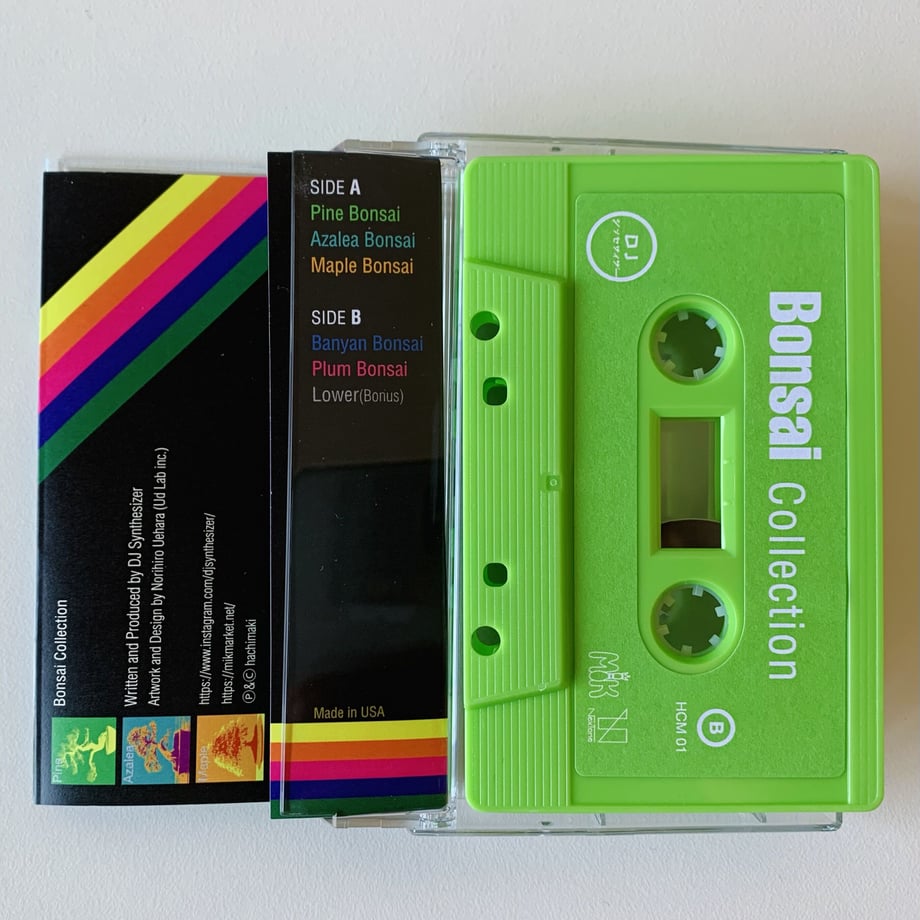 Bonsai Collection
Written and Produced by DJ Synthesizer
Artwork and Design by Norihiro Uehara (Ud Lab inc.)
https://www.instagram.com/djsynthesizer/
https://mikmarket.net/
Ⓟ&© hachimaki
Pine
Azalea
Maple
SIDE A
Pine Bonsai
Azalea Bonsai
Maple Bonsai
SIDE B
Banyan Bonsai
Plum Bonsai
Lower(Bonus)
Made in USA
DJ
Bonsai Collection
B
HCM 01
NexTone